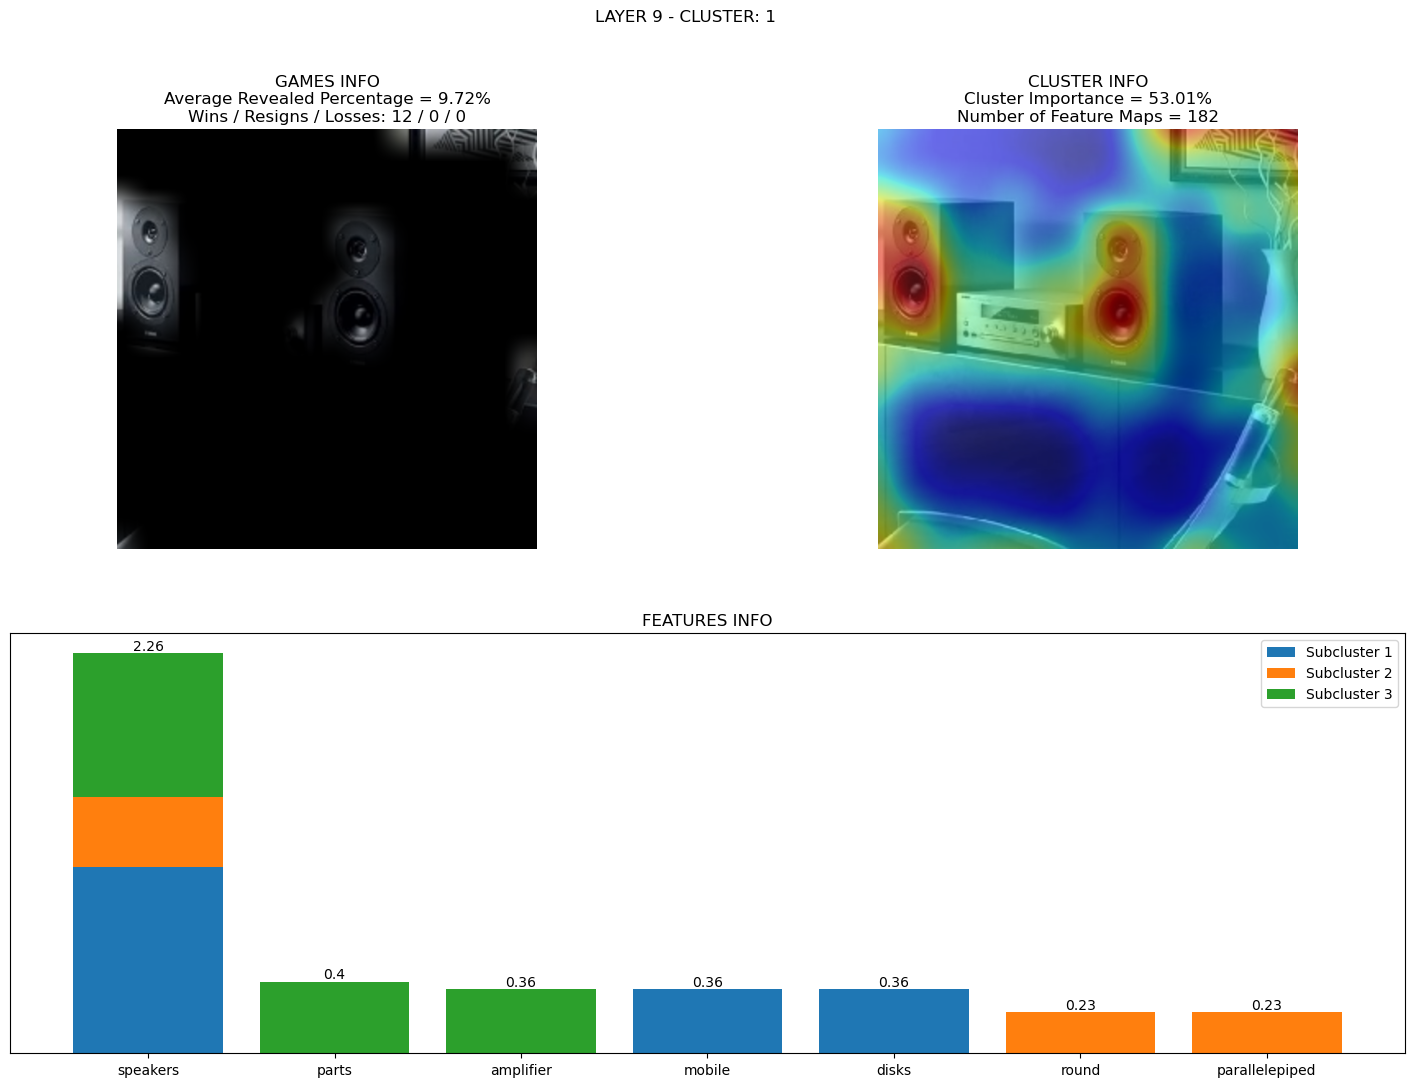 LAYER 9 - CLUSTER: 1
GAMES INFO
Average Revealed Percentage = 9.72%
Wins / Resigns / Losses: 12 / 0 / 0
CLUSTER INFO
Cluster Importance = 53.01%
Number of Feature Maps = 182
FEATURES INFO
2.26
0.4
0.36
0.36
0.36
0.23
0.23
Subcluster 1
Subcluster 2
Subcluster 3
speakers
parts
amplifier
mobile
disks
round
parallelepiped